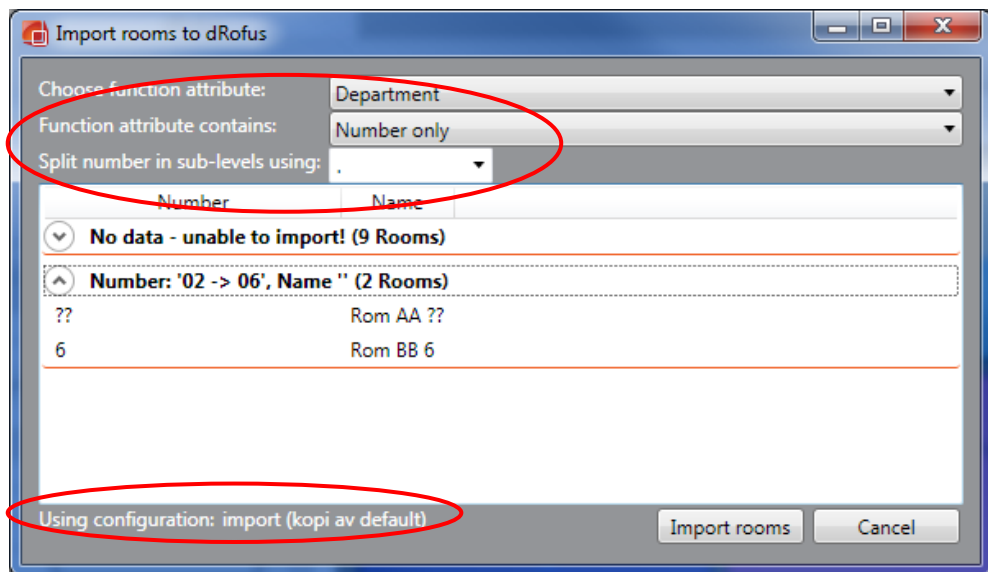 Import rooms to dRofus
Choose function attribute: Department
Function attribute contains: Number only
Split number in sub-levels using: .
Number Name
No data - unable to import! (9 Rooms)
Number: '02 -> 06', Name '' (2 Rooms)
?? Rom AA ??
6 Rom BB 6
Using configuration: import (kopi av default) Import rooms Cancel